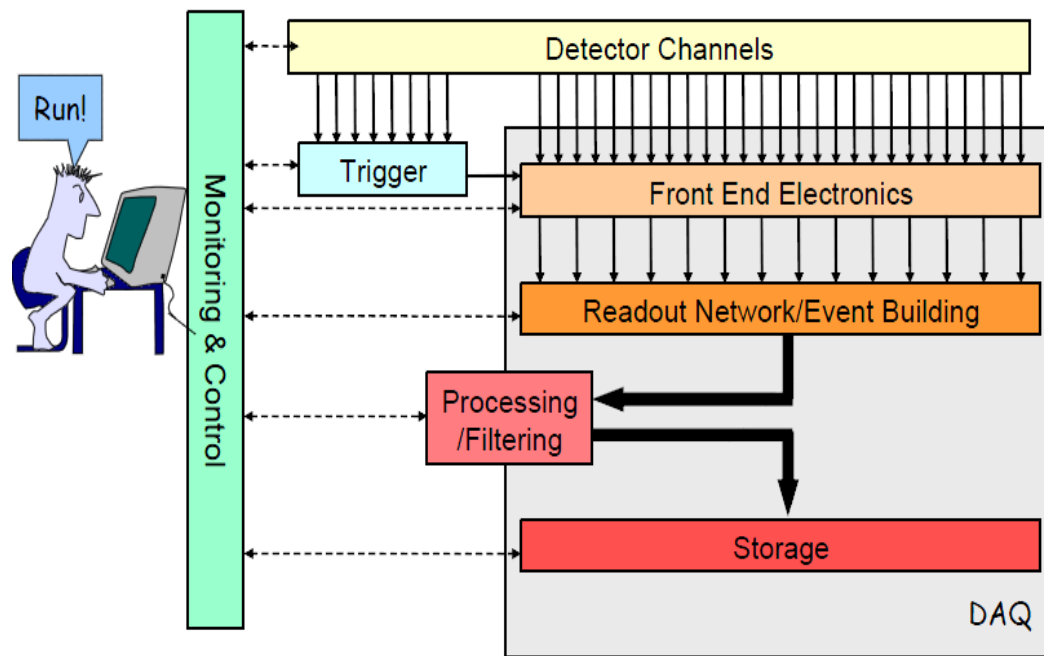 Detector Channels
Run!
Trigger
Front End Electronics
Monitoring & Control
Readout Network/Event Building
Processing
/Filtering
Storage
DAQ